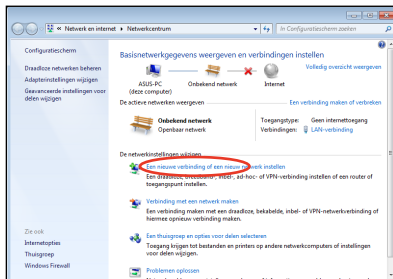 « Netwerk en internet ▸ Netwerkcentrum
In Configuratiescherm zoeken
Configuratiescherm
Draadloze netwerken beheren
Adapterinstellingen wijzigen
Geavanceerde instellingen voor
delen wijzigen
Basisnetwerkgegevens weergeven en verbindingen instellen
Volledig overzicht weergeven
ASUS-PC
(deze computer)
Onbekend netwerk
Internet
De actieve netwerken weergeven
Een verbinding maken of verbreken
Onbekend netwerk
Openbaar netwerk
Toegangstype: Geen internettoegang
Verbindingen: LAN-verbinding
De netwerkinstellingen wijzigen
Een nieuwe verbinding of een nieuw netwerk instellen
Een draadloze, breedband-, inbel-, ad-hoc- of VPN-verbinding instellen of een router of
toegangspunt instellen.
Verbinding met een netwerk maken
Een verbinding maken met een draadloze, bekabelde, inbel- of VPN-netwerkverbinding of
hiermee opnieuw verbinding maken.
Een thuisgroep en opties voor delen selecteren
Toegang krijgen tot bestanden en printers op andere netwerkcomputers of instellingen
voor delen wijzigen.
Problemen oplossen
Zie ook
Internetopties
Thuisgroep
Windows Firewall